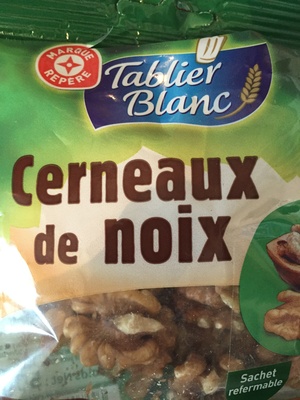 MARQUE
REPÈRE
Tablier
Blanc
Cerneaux
de noix
Sachet
refermable